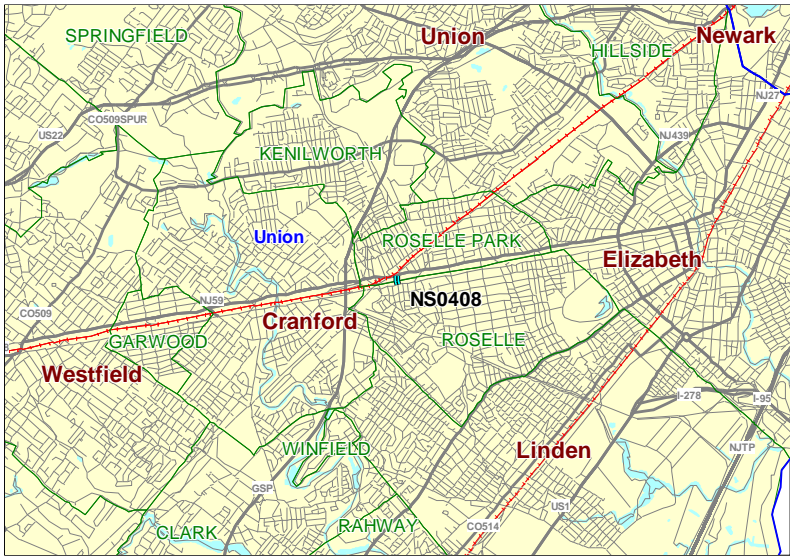 SPRINGFIELD
Union
HILLSIDE
Newark
NJ27
CO509SPUR
US22
NJ439
KENILWORTH
Union
ROSELLE PARK
Elizabeth
NJ59
NS0408
CO509
Cranford
GARWOOD
ROSELLE
Westfield
I-278
I-95
WINFIELD
Linden
NJTP
GSP
US1
CO514
RAHWAY
CLARK